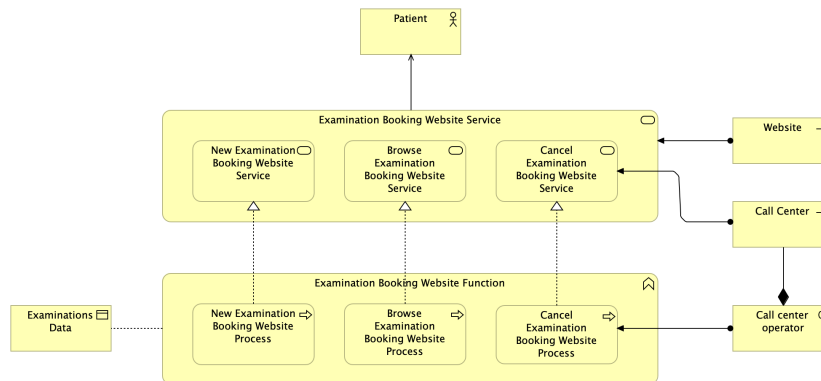 Patient
Examination Booking Website Service
New Examination
Booking Website
Service
Browse
Examination
Booking Website
Service
Cancel
Examination
Booking Website
Service
Website
Call Center
Examination Booking Website Function
Examinations
Data
New Examination
Booking Website
Process
Browse
Examination
Booking Website
Process
Cancel
Examination
Booking Website
Process
Call center
operator